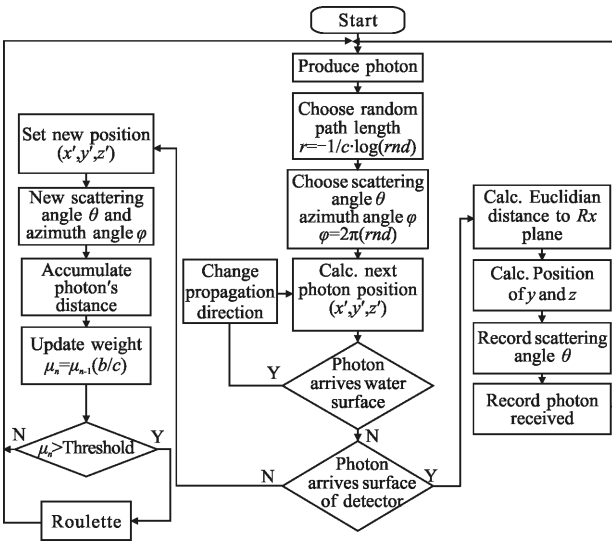 Start
Produce photon
Choose random
path length
r=−1/c·log(rnd)
Choose scattering
angle θ
azimuth angle φ
φ=2π(rnd)
Calc. next
photon position
(x′,y′,z′)
Change
propagation
direction
Photon
arrives water
surface
Y
N
Photon
arrives surface
of detector
N
Y
Set new position
(x′,y′,z′)
New scattering
angle θ and
azimuth angle φ
Accumulate
photon's
distance
Update weight
μn=μn-1(b/c)
μn>Threshold
N
Y
Roulette
Calc. Euclidian
distance to Rx
plane
Calc. Position
of y and z
Record scattering
angle θ
Record photon
received